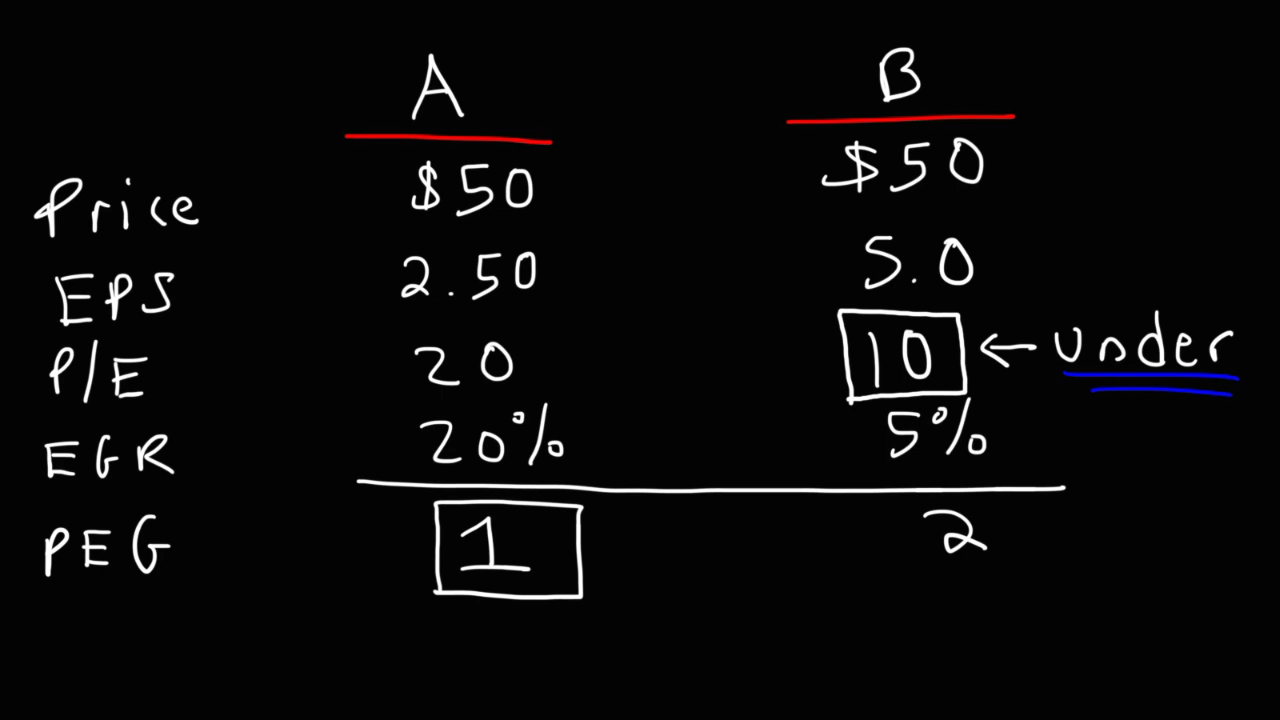 A B
Price $50 $50
EPS 2.50 5.0
P/E 20 10 ← under
EGR 20% 5%
PEG 1 2